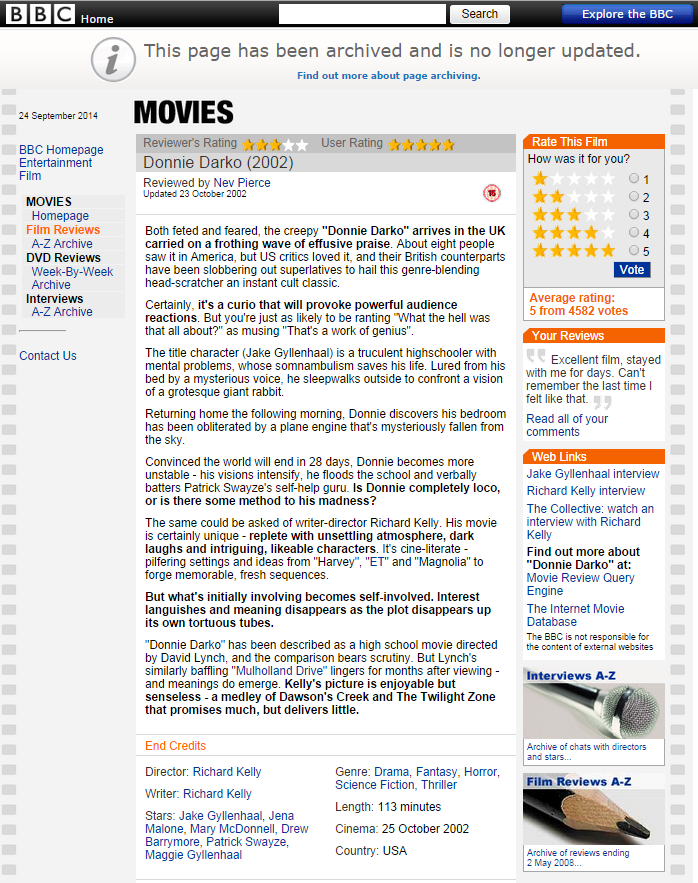 BBC Home Search Explore the BBC
This page has been archived and is no longer updated.
Find out more about page archiving.
24 September 2014
MOVIES
BBC Homepage
Entertainment
Film
MOVIES
Homepage
Film Reviews
A-Z Archive
DVD Reviews
Week-By-Week
Archive
Interviews
A-Z Archive
Contact Us
Reviewer's Rating User Rating
Donnie Darko (2002)
Reviewed by Nev Pierce
Updated 23 October 2002
15
Both feted and feared, the creepy "Donnie Darko" arrives in the UK
carried on a frothing wave of effusive praise. About eight people
saw it in America, but US critics loved it, and their British counterparts
have been slobbering out superlatives to hail this genre-blending
head-scratcher an instant cult classic.
Certainly, it's a curio that will provoke powerful audience
reactions. But you're just as likely to be ranting "What the hell was
that all about?" as musing "That's a work of genius".
The title character (Jake Gyllenhaal) is a truculent highschooler with
mental problems, whose somnambulism saves his life. Lured from his
bed by a mysterious voice, he sleepwalks outside to confront a vision
of a grotesque giant rabbit.
Returning home the following morning, Donnie discovers his bedroom
has been obliterated by a plane engine that's mysteriously fallen from
the sky.
Convinced the world will end in 28 days, Donnie becomes more
unstable - his visions intensify, he floods the school and verbally
batters Patrick Swayze's self-help guru. Is Donnie completely loco,
or is there some method to his madness?
The same could be asked of writer-director Richard Kelly. His movie
is certainly unique - replete with unsettling atmosphere, dark
laughs and intriguing, likeable characters. It's cine-literate -
pilfering settings and ideas from "Harvey", "ET" and "Magnolia" to
forge memorable, fresh sequences.
But what's initially involving becomes self-involved. Interest
languishes and meaning disappears as the plot disappears up
its own tortuous tubes.
"Donnie Darko" has been described as a high school movie directed
by David Lynch, and the comparison bears scrutiny. But Lynch's
similarly baffling "Mulholland Drive" lingers for months after viewing -
and meanings do emerge. Kelly's picture is enjoyable but
senseless - a medley of Dawson's Creek and The Twilight Zone
that promises much, but delivers little.
End Credits
Director: Richard Kelly
Writer: Richard Kelly
Stars: Jake Gyllenhaal, Jena
Malone, Mary McDonnell, Drew
Barrymore, Patrick Swayze,
Maggie Gyllenhaal
Genre: Drama, Fantasy, Horror,
Science Fiction, Thriller
Length: 113 minutes
Cinema: 25 October 2002
Country: USA
Rate This Film
How was it for you?
1
2
3
4
5
Vote
Average rating:
5 from 4582 votes
Your Reviews
Excellent film, stayed
with me for days. Can't
remember the last time I
felt like that.
Read all of your
comments
Web Links
Jake Gyllenhaal interview
Richard Kelly interview
The Collective: watch an
interview with Richard
Kelly
Find out more about
"Donnie Darko" at:
Movie Review Query
Engine
The Internet Movie
Database
The BBC is not responsible for
the content of external websites
Interviews A-Z
Archive of chats with directors
and stars...
Film Reviews A-Z
Archive of reviews ending
2 May 2008...